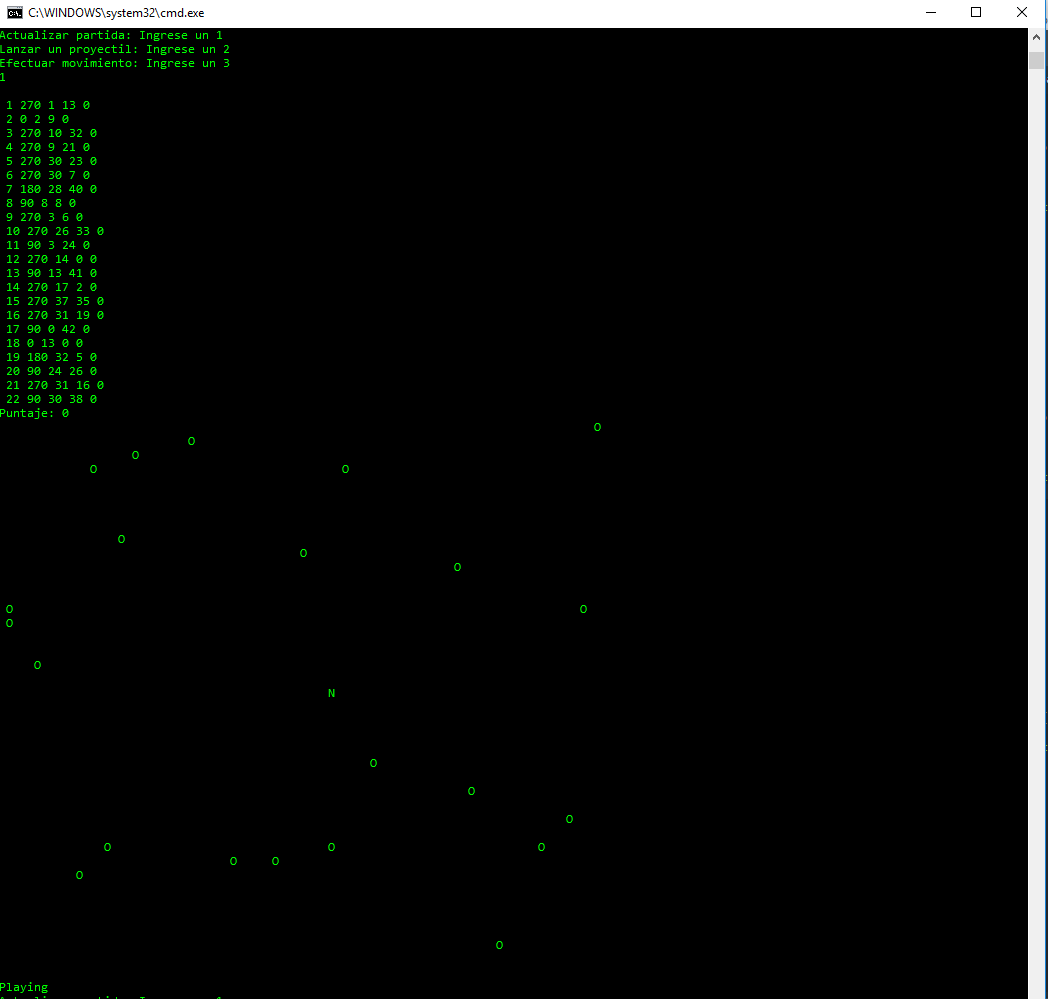 C:\WINDOWS\system32\cmd.exe
Actualizar partida: Ingrese un 1
Lanzar un proyectil: Ingrese un 2
Efectuar movimiento: Ingrese un 3
1
1 270 1 13 0
2 0 2 9 0
3 270 10 32 0
4 270 9 21 0
5 270 30 23 0
6 270 30 7 0
7 180 28 40 0
8 90 8 8 0
9 270 3 6 0
10 270 26 33 0
11 90 3 24 0
12 270 14 0 0
13 90 13 41 0
14 270 17 2 0
15 270 37 35 0
16 270 31 19 0
17 90 0 42 0
18 0 13 0 0
19 180 32 5 0
20 90 24 26 0
21 270 31 16 0
22 90 30 38 0
Puntaje: 0
O
O
O
O O
O
O
O
O O
O
O
N
O
O
O
O O O
O O
O
O
Playing